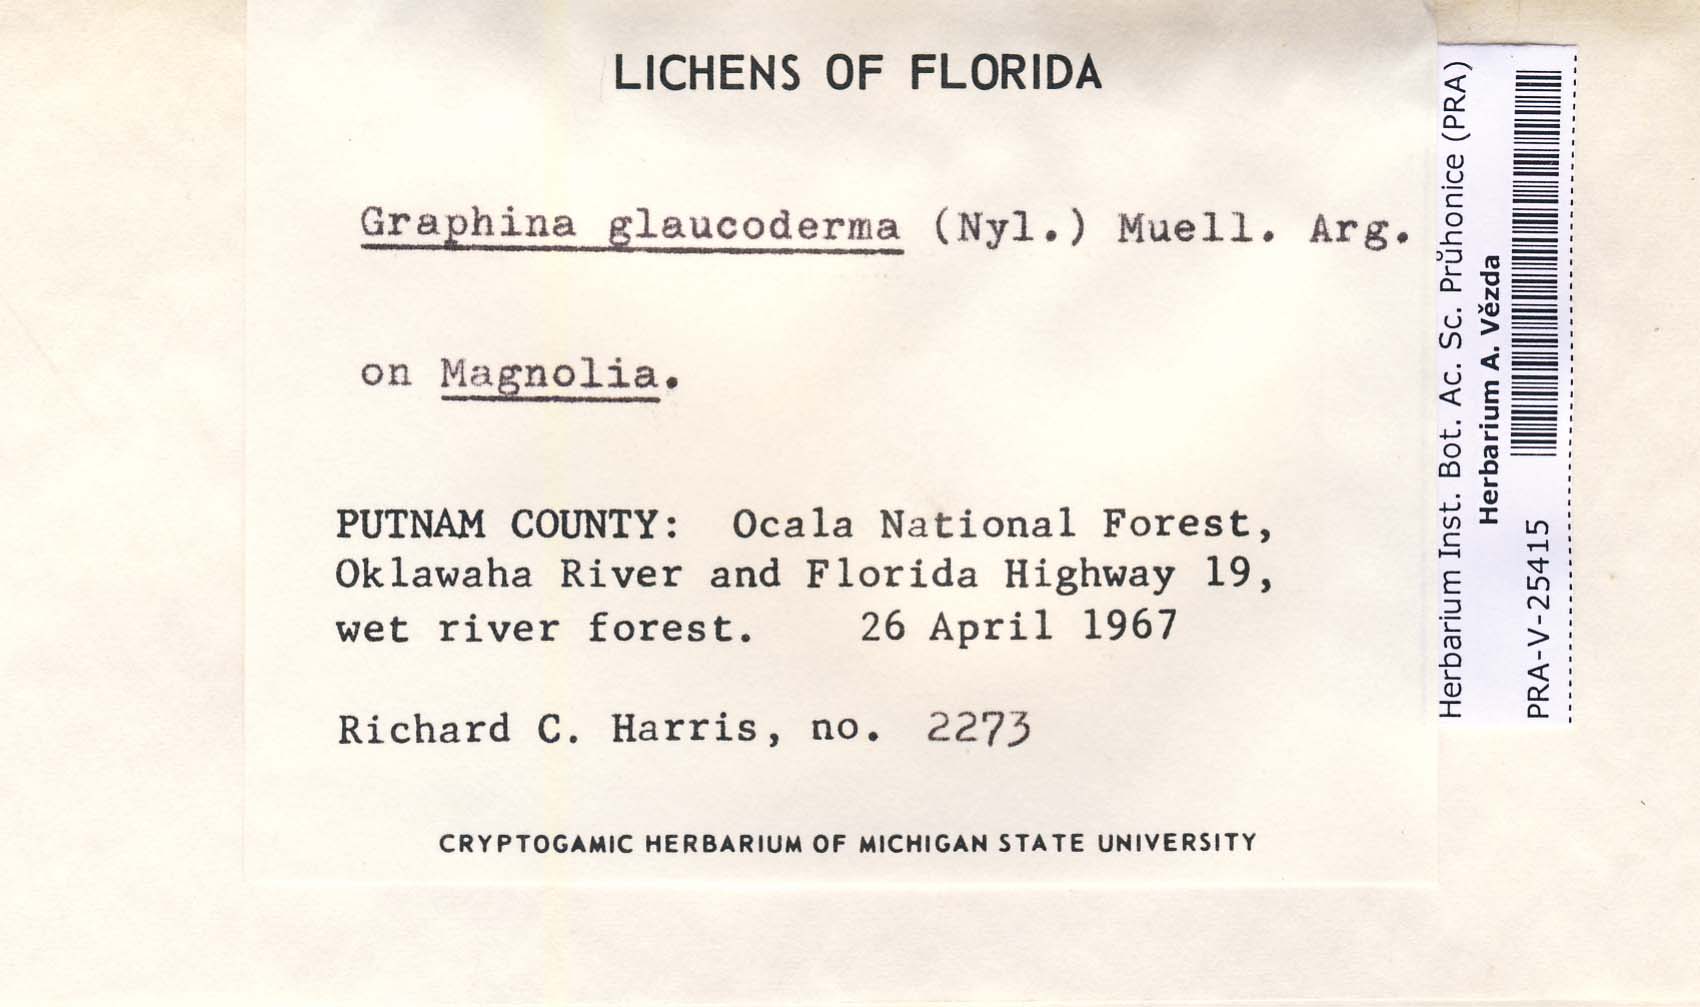 LICHENS OF FLORIDA
Graphina glaucoderma (Nyl.) Muell. Arg.
on Magnolia.
PUTNAM COUNTY: Ocala National Forest,
Oklawaha River and Florida Highway 19,
wet river forest. 26 April 1967
Richard C. Harris, no. 2273
CRYPTOGAMIC HERBARIUM OF MICHIGAN STATE UNIVERSITY
Herbarium Inst. Bot. Ac. Sc. Průhonice (PRA)
Herbarium A. Vězda
PRA-V-25415